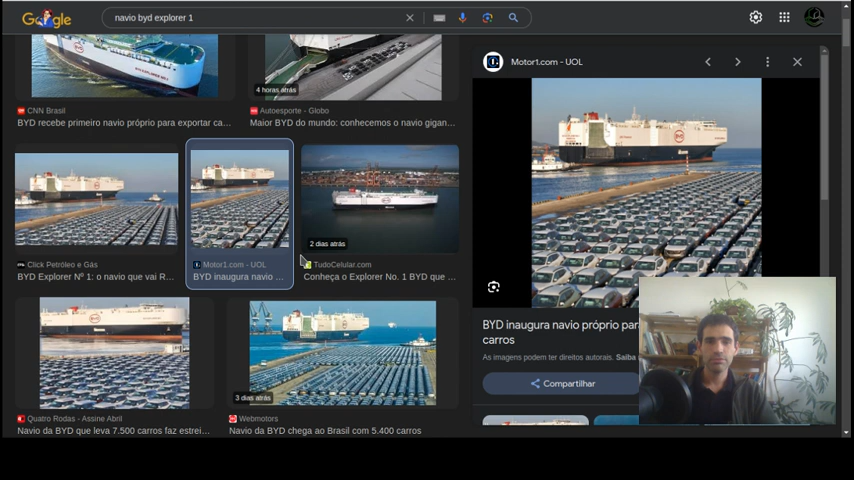 Google
navio byd explorer 1
4 horas atrás
CNN Brasil
BYD recebe primeiro navio próprio para exportar ca...
Autoesporte - Globo
Maior BYD do mundo: conhecemos o navio gigan...
Motor1.com - UOL
BYD
2 dias atrás
Click Petróleo e Gás
BYD Explorer Nº 1: o navio que vai R...
Motor1.com - UOL
BYD inaugura navio ...
TudoCelular.com
Conheça o Explorer No. 1 BYD que ...
BYD inaugura navio próprio par
carros
As imagens podem ter direitos autorais. Saiba
Compartilhar
3 dias atrás
Quatro Rodas - Assine Abril
Navio da BYD que leva 7.500 carros faz estrei...
Webmotors
Navio da BYD chega ao Brasil com 5.400 carros